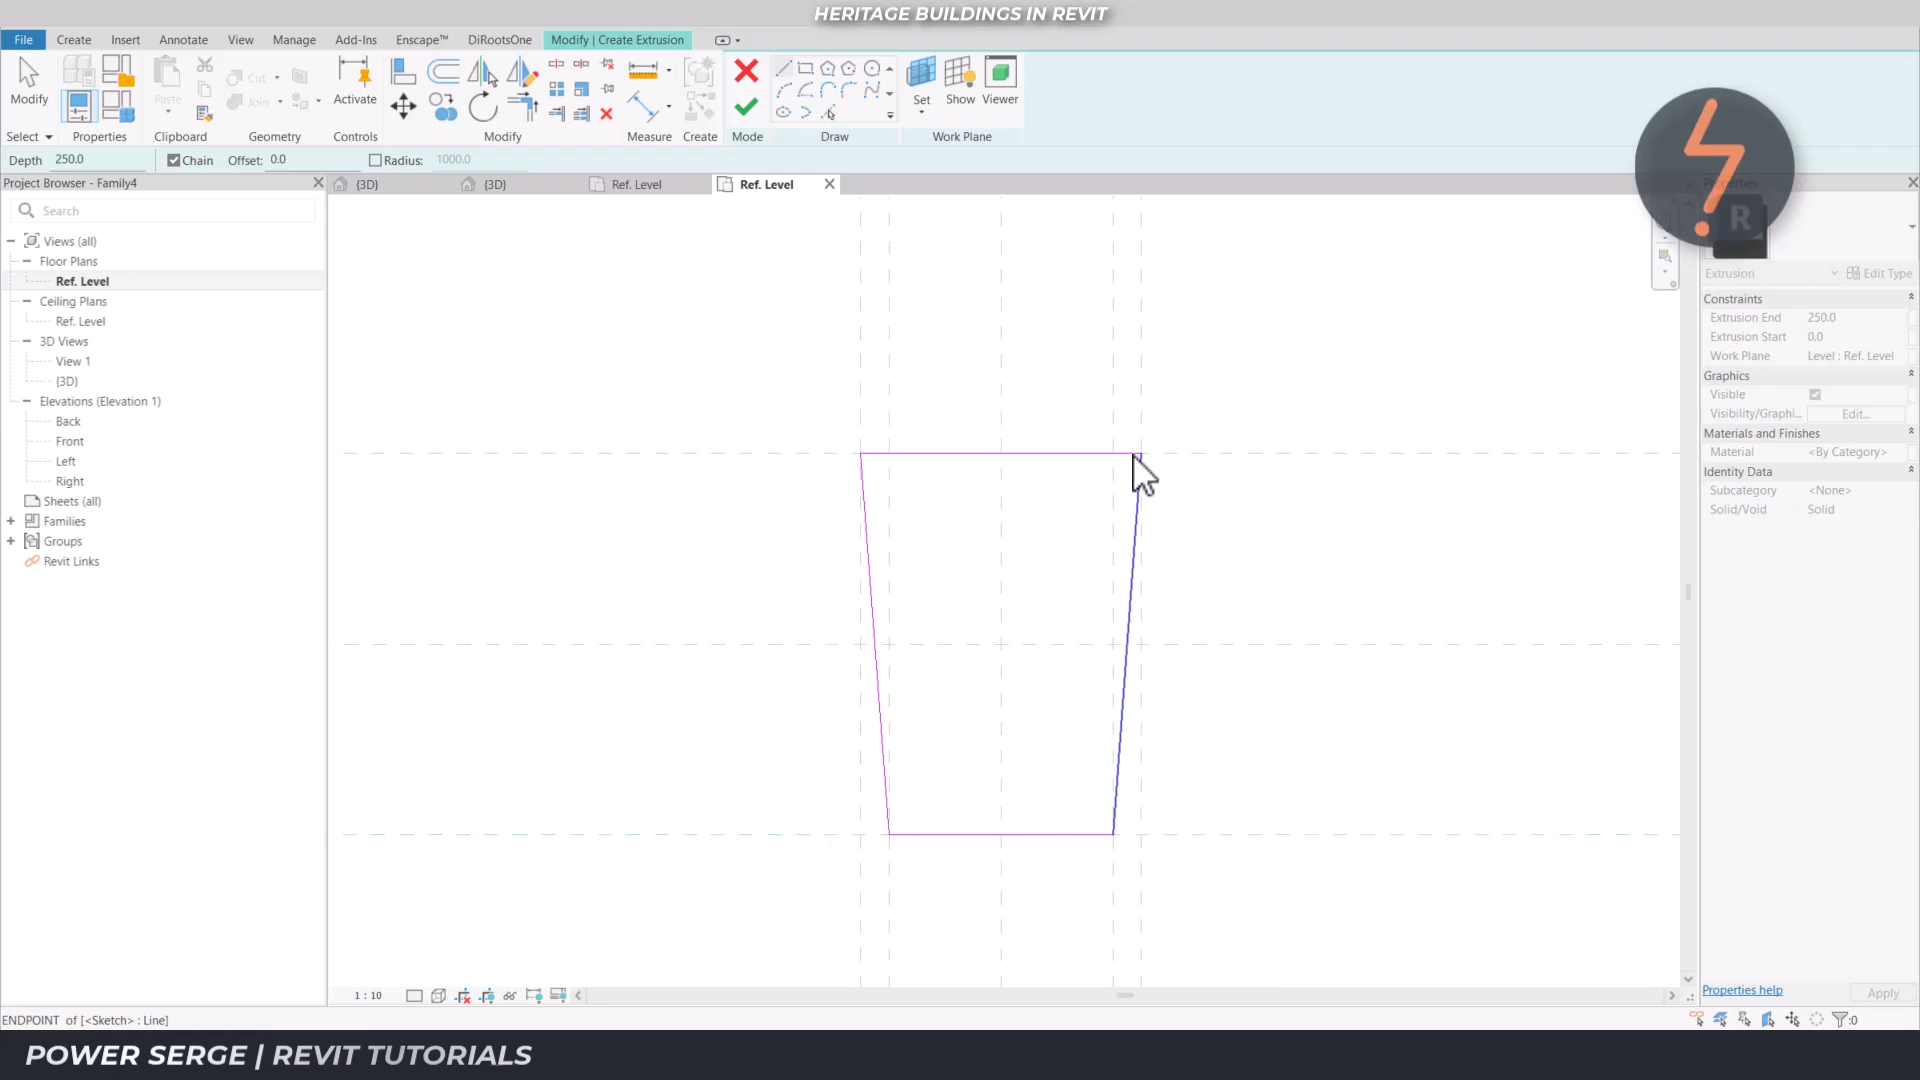 HERITAGE BUILDINGS IN REVIT
File Create Insert Annotate View Manage Add-Ins Enscape™ DiRootsOne Modify | Create Extrusion
Modify Paste Cut Join Activate Set Show Viewer
Select Properties Clipboard Geometry Controls Modify Measure Create Mode Draw Work Plane
Depth 250.0 Chain Offset: 0.0 Radius: 1000.0
Project Browser - Family4 {3D} {3D} Ref. Level Ref. Level Properties
Search
R
Views (all)
Floor Plans
Ref. Level
Ceiling Plans
Ref. Level
3D Views
View 1
{3D}
Elevations (Elevation 1)
Back
Front
Left
Right
Sheets (all)
Families
Groups
Revit Links
Extrusion Edit Type
Constraints
Extrusion End 250.0
Extrusion Start 0.0
Work Plane Level : Ref. Level
Graphics
Visible
Visibility/Graphi... Edit...
Materials and Finishes
Material <By Category>
Identity Data
Subcategory <None>
Solid/Void Solid
Properties help Apply
1 : 10
ENDPOINT of [<Sketch> : Line] :0
POWER SERGE | REVIT TUTORIALS